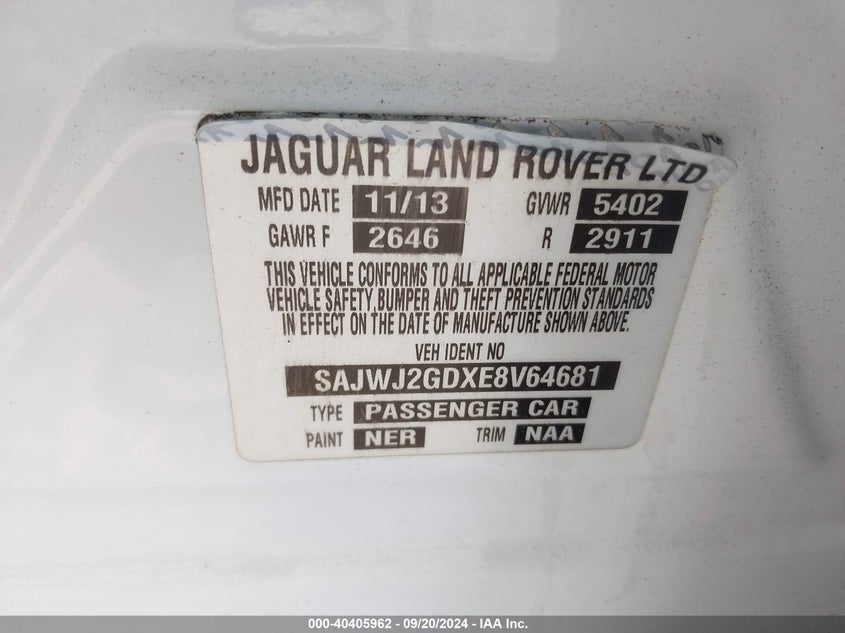 JAGUAR LAND ROVER LTD.
MFD DATE 11/13 GVWR 5402
GAWR F 2646 R 2911
THIS VEHICLE CONFORMS TO ALL APPLICABLE FEDERAL MOTOR
VEHICLE SAFETY, BUMPER AND THEFT PREVENTION STANDARDS
IN EFFECT ON THE DATE OF MANUFACTURE SHOWN ABOVE.
VEH IDENT NO
SAJWJ2GDXE8V64681
TYPE PASSENGER CAR
PAINT NER TRIM NAA
000-40405962 - 09/20/2024 - IAA Inc.